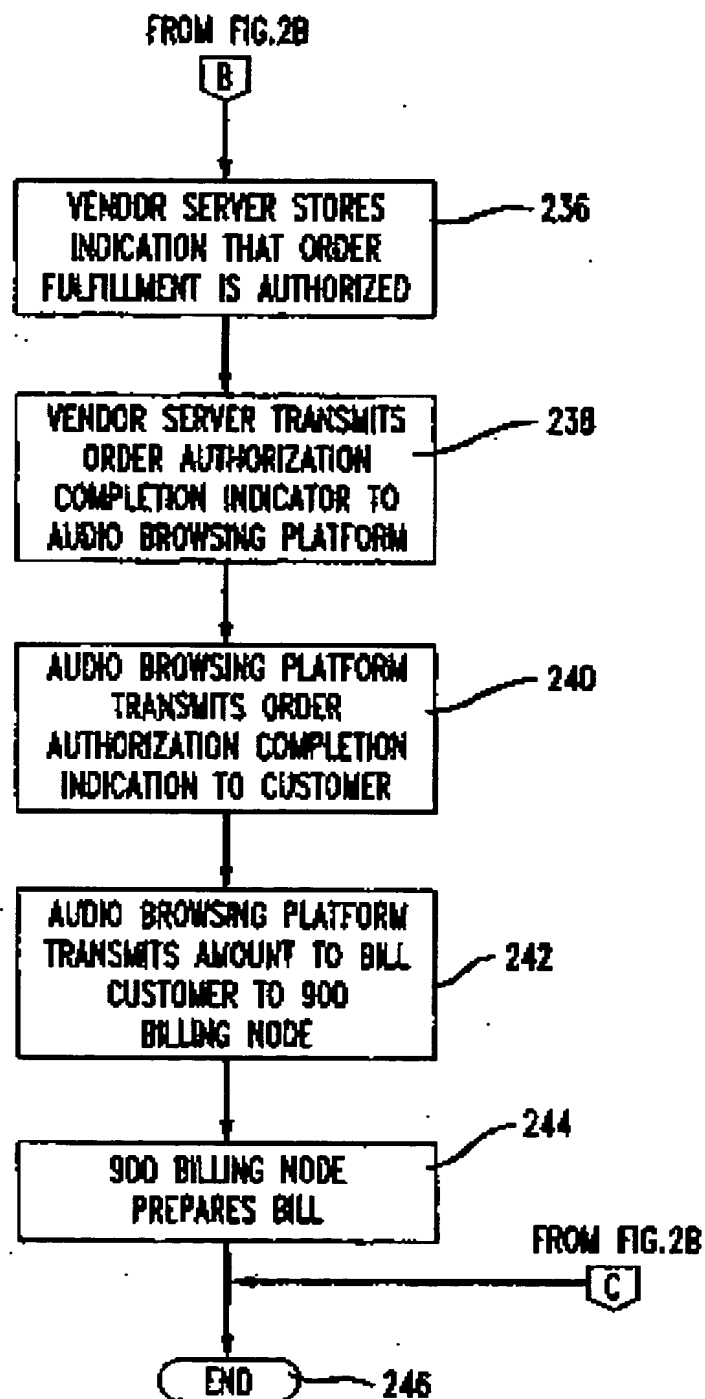 FROM FIG.2B
B
VENDOR SERVER STORES
INDICATION THAT ORDER
FULFILLMENT IS AUTHORIZED
236
VENDOR SERVER TRANSMITS
ORDER AUTHORIZATION
COMPLETION INDICATOR TO
AUDIO BROWSING PLATFORM
238
AUDIO BROWSING PLATFORM
TRANSMITS ORDER
AUTHORIZATION COMPLETION
INDICATION TO CUSTOMER
240
AUDIO BROWSING PLATFORM
TRANSMITS AMOUNT TO BILL
CUSTOMER TO 900
BILLING NODE
242
900 BILLING NODE
PREPARES BILL
244
FROM FIG.2B
C
END
246